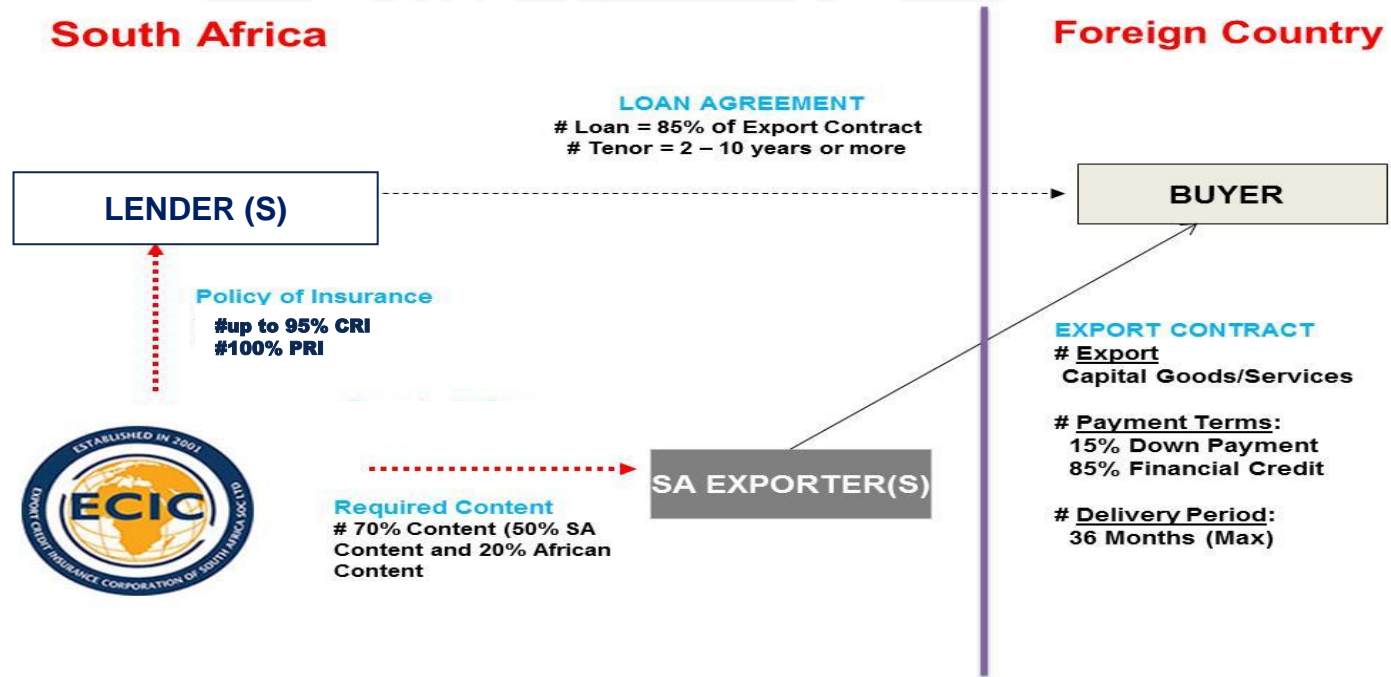 South Africa
Foreign Country
LOAN AGREEMENT
# Loan = 85% of Export Contract
# Tenor = 2 – 10 years or more
LENDER (S)
BUYER
Policy of Insurance
#up to 95% CRI
#100% PRI
EXPORT CONTRACT
# Export
Capital Goods/Services
# Payment Terms:
15% Down Payment
85% Financial Credit
# Delivery Period:
36 Months (Max)
ESTABLISHED IN 2001
ECIC
EXPORT CREDIT INSURANCE CORPORATION OF SOUTH AFRICA SOC LTD
SA EXPORTER(S)
Required Content
# 70% Content (50% SA
Content and 20% African
Content